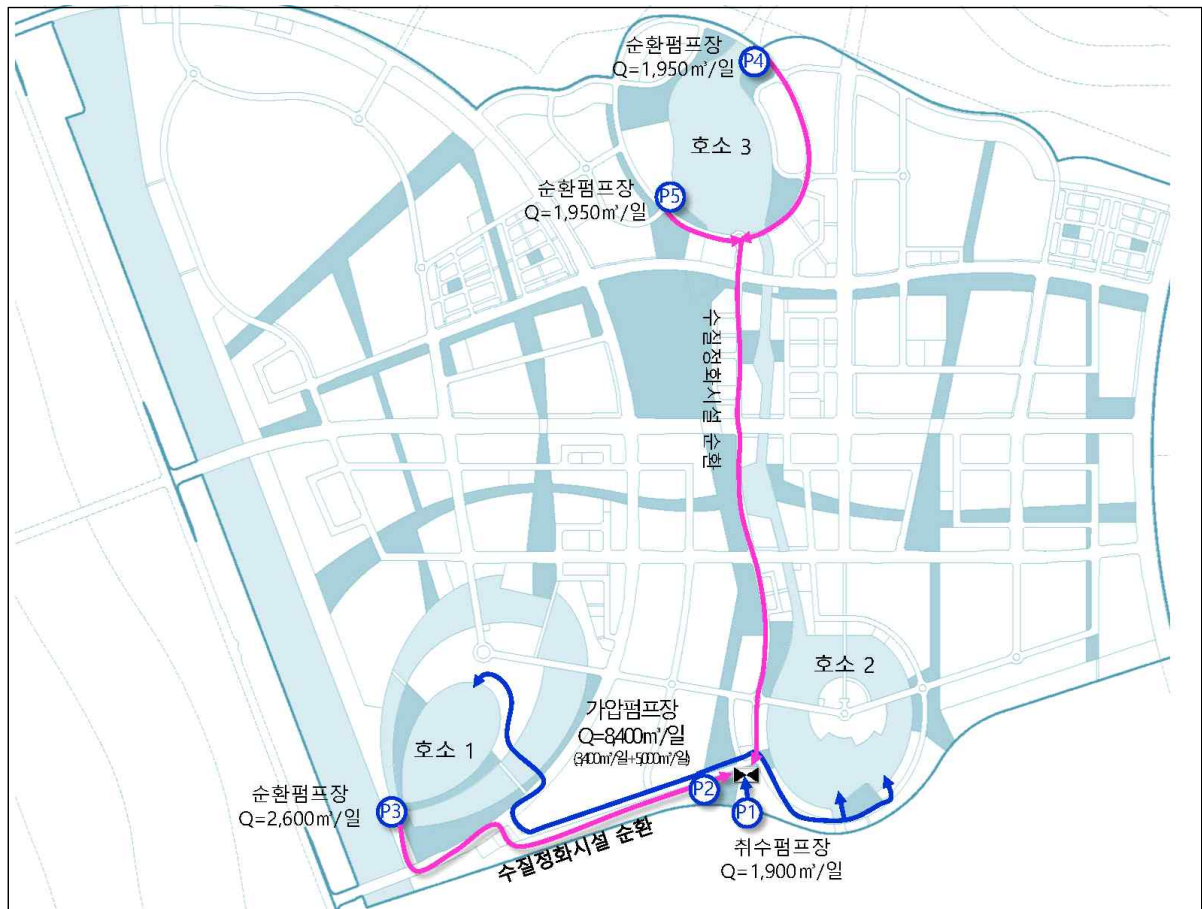 순환펌프장
Q=1,950㎥/일
P4
호소 3
순환펌프장
Q=1,950㎥/일
P5
수질정화시설 순환
호소 2
가압펌프장
Q=8,400㎥/일
(3,400㎥/일+5,000㎥/일)
호소 1
순환펌프장
Q=2,600㎥/일
P3
P2
P1
수질정화시설 순환
취수펌프장
Q=1,900㎥/일